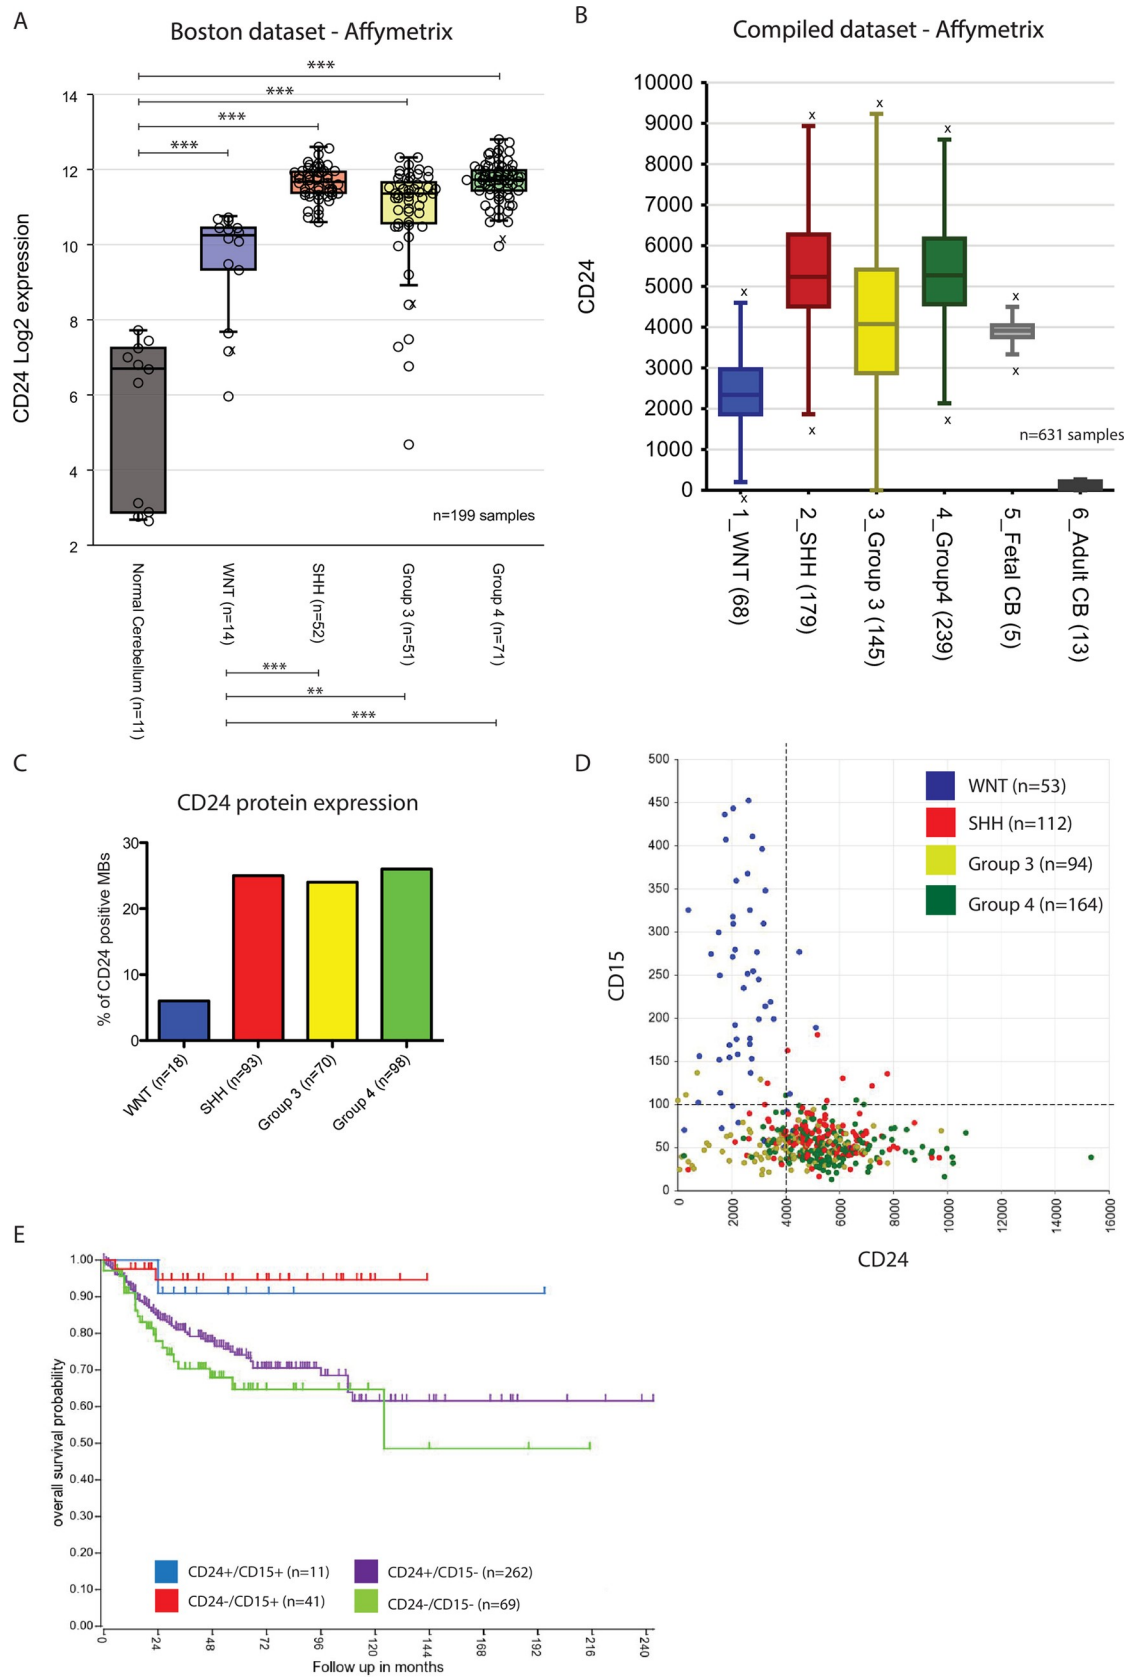 A
Boston dataset - Affymetrix
CD24 Log2 expression
14
12
10
8
6
4
2
***
***
***
***
x
x
x
n=199 samples
Normal Cerebellum (n=11)
WNT (n=14)
SHH (n=52)
Group 3 (n=51)
Group 4 (n=71)
***
**
***
B
Compiled dataset - Affymetrix
CD24
10000
9000
8000
7000
6000
5000
4000
3000
2000
1000
0
x
x
x
x
x
x
x
x
x
n=631 samples
1_WNT (68)
2_SHH (179)
3_Group 3 (145)
4_Group4 (239)
5_Fetal CB (5)
6_Adult CB (13)
C
CD24 protein expression
% of CD24 positive MBs
30
20
10
0
WNT (n=18)
SHH (n=93)
Group 3 (n=70)
Group 4 (n=98)
D
CD15
500
450
400
350
300
250
200
150
100
50
0
WNT (n=53)
SHH (n=112)
Group 3 (n=94)
Group 4 (n=164)
0
2000
4000
6000
8000
10000
12000
14000
16000
CD24
E
overall survival probability
1.00
0.90
0.80
0.70
0.60
0.50
0.40
0.30
0.20
0.10
0.00
CD24+/CD15+ (n=11)
CD24-/CD15+ (n=41)
CD24+/CD15- (n=262)
CD24-/CD15- (n=69)
0
24
48
72
96
120
144
168
192
216
240
Follow up in months